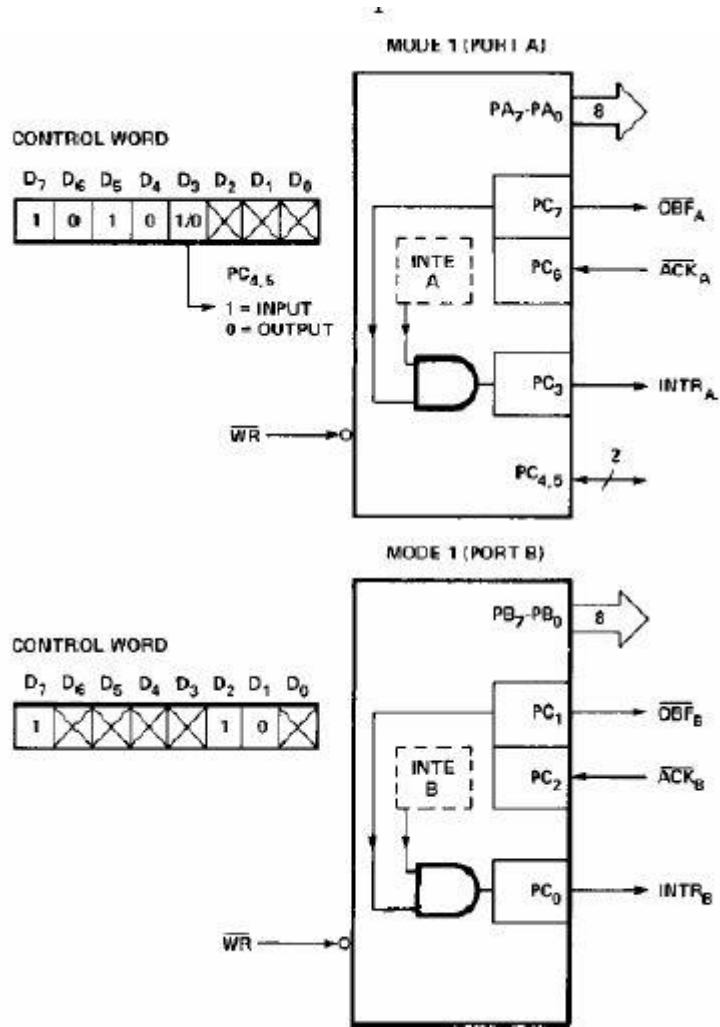 MODE 1 (PORT A)
CONTROL WORD
D7 D6 D5 D4 D3 D2 D1 D0
1 0 1 0 1/0
PC4,5
1 = INPUT
0 = OUTPUT
PA7-PA0
8
PC7
OBFA
INTE A
PC6
ACKA
PC3
INTRA
WR
PC4,5
2
MODE 1 (PORT B)
CONTROL WORD
D7 D6 D5 D4 D3 D2 D1 D0
1 1 0
PB7-PB0
8
PC1
OBFB
INTE B
PC2
ACKB
PC0
INTRB
WR